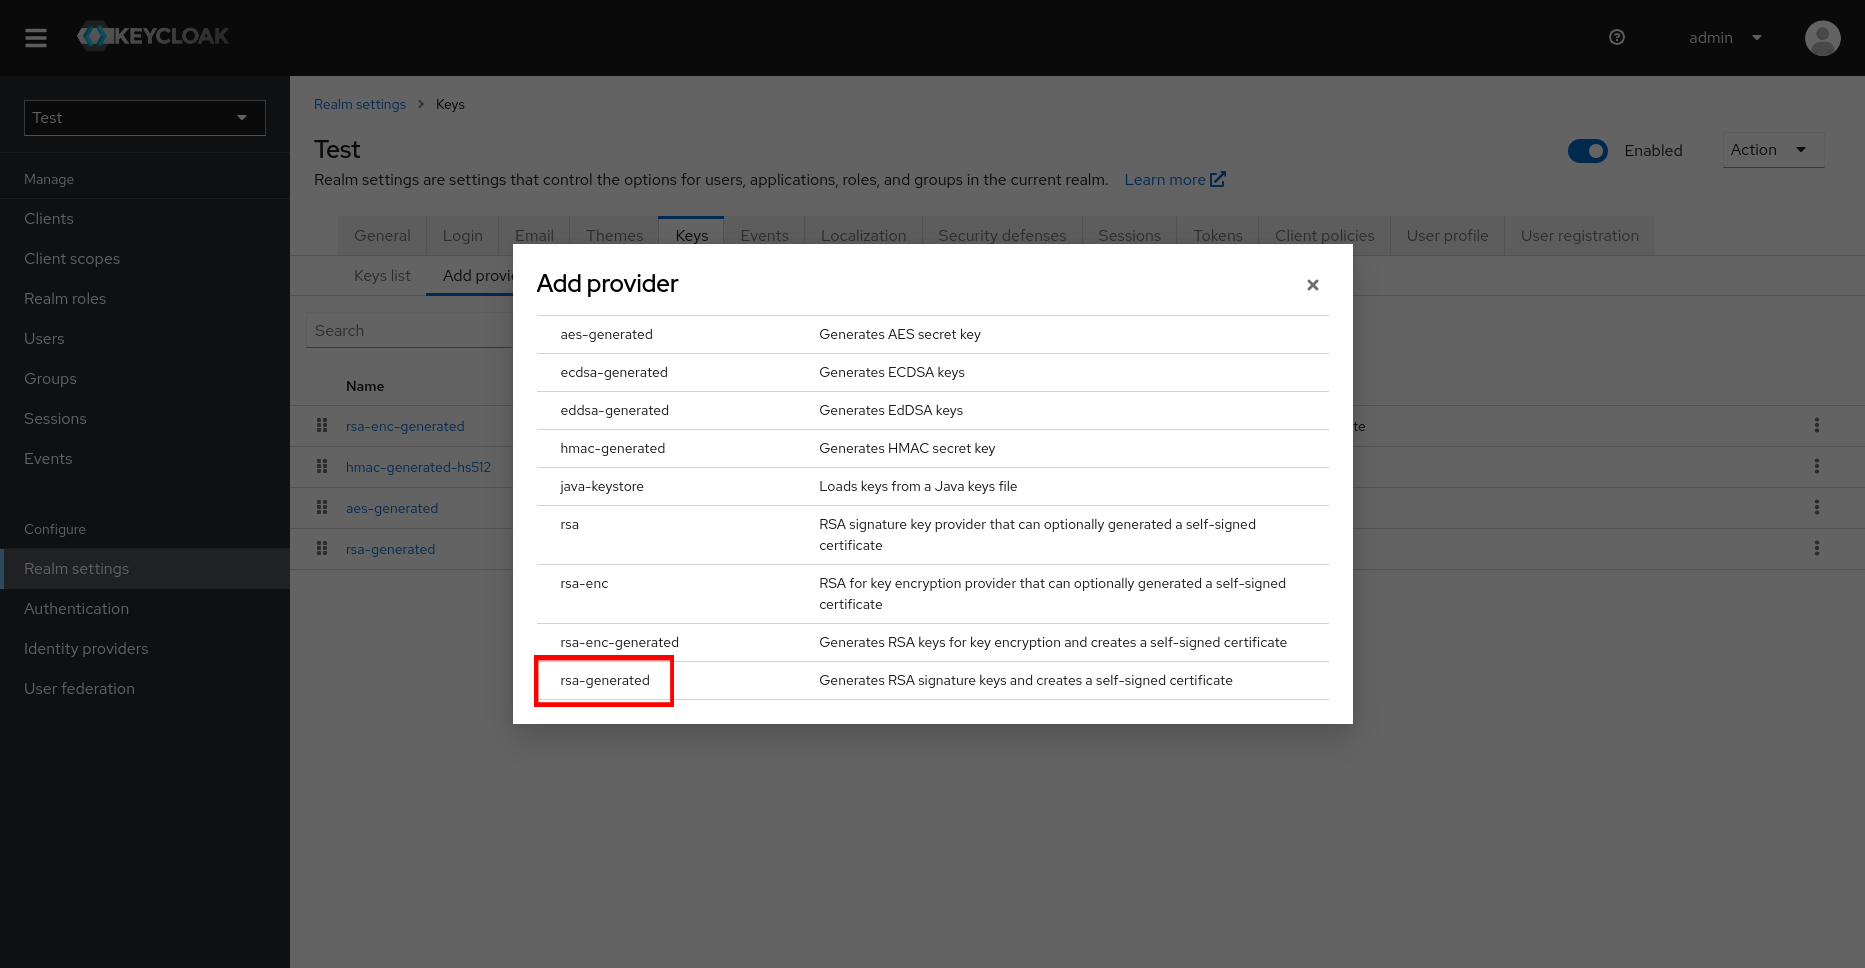 KEYCLOAK
admin
Test
Manage
Clients
Client scopes
Realm roles
Users
Groups
Sessions
Events
Configure
Realm settings
Authentication
Identity providers
User federation
Realm settings > Keys
Test
Enabled
Action
Realm settings are settings that control the options for users, applications, roles, and groups in the current realm. Learn more
General Login Email Themes Keys Events Localization Security defenses Sessions Tokens Client policies User profile User registration
Keys list
Search
Name
rsa-enc-generated
hmac-generated-hs512
aes-generated
rsa-generated
Add provider
aes-generated Generates AES secret key
ecdsa-generated Generates ECDSA keys
eddsa-generated Generates EdDSA keys
hmac-generated Generates HMAC secret key
java-keystore Loads keys from a Java keys file
rsa RSA signature key provider that can optionally generated a self-signed
certificate
rsa-enc RSA for key encryption provider that can optionally generated a self-signed
certificate
rsa-enc-generated Generates RSA keys for key encryption and creates a self-signed certificate
rsa-generated Generates RSA signature keys and creates a self-signed certificate